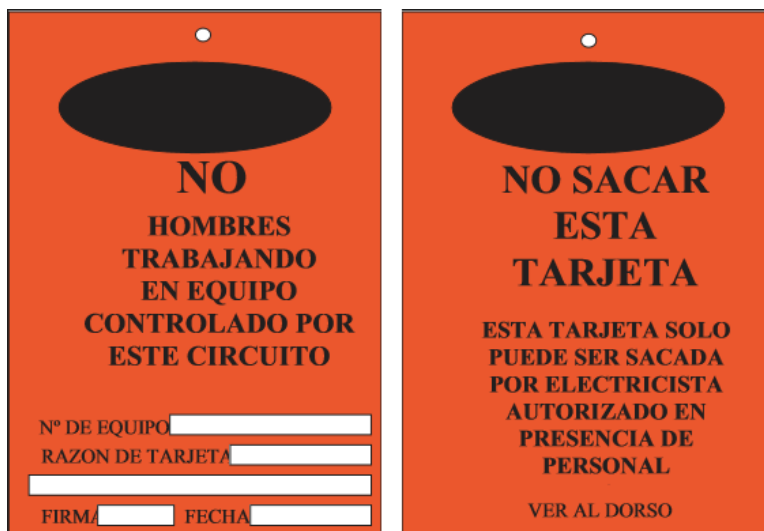 NO
HOMBRES
TRABAJANDO
EN EQUIPO
CONTROLADO POR
ESTE CIRCUITO
Nº DE EQUIPO
RAZON DE TARJETA
FIRMA
FECHA
NO SACAR
ESTA
TARJETA
ESTA TARJETA SOLO
PUEDE SER SACADA
POR ELECTRICISTA
AUTORIZADO EN
PRESENCIA DE
PERSONAL
VER AL DORSO